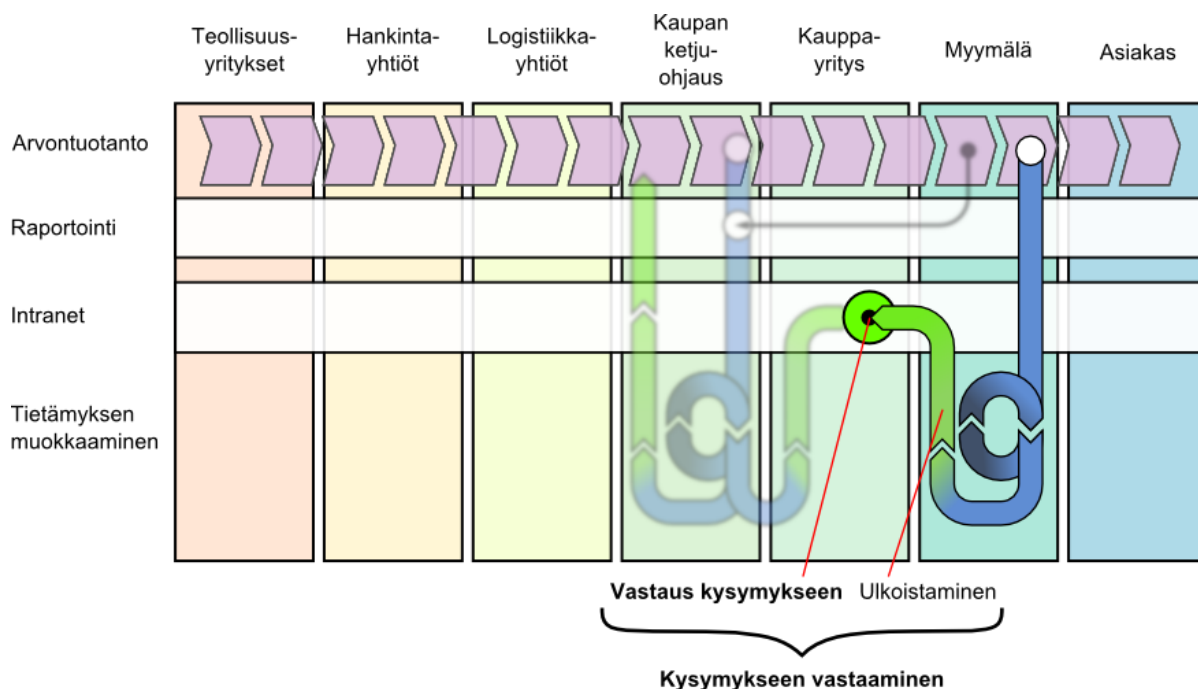 Teollisuus-
yritykset
Hankinta-
yhtiöt
Logistiikka-
yhtiöt
Kaupan
ketju-
ohjaus
Kauppa-
yritys
Myymälä
Asiakas
Arvontuotanto
Raportointi
Intranet
Tietämyksen
muokkaaminen
Vastaus kysymykseen
Ulkoistaminen
Kysymykseen vastaaminen